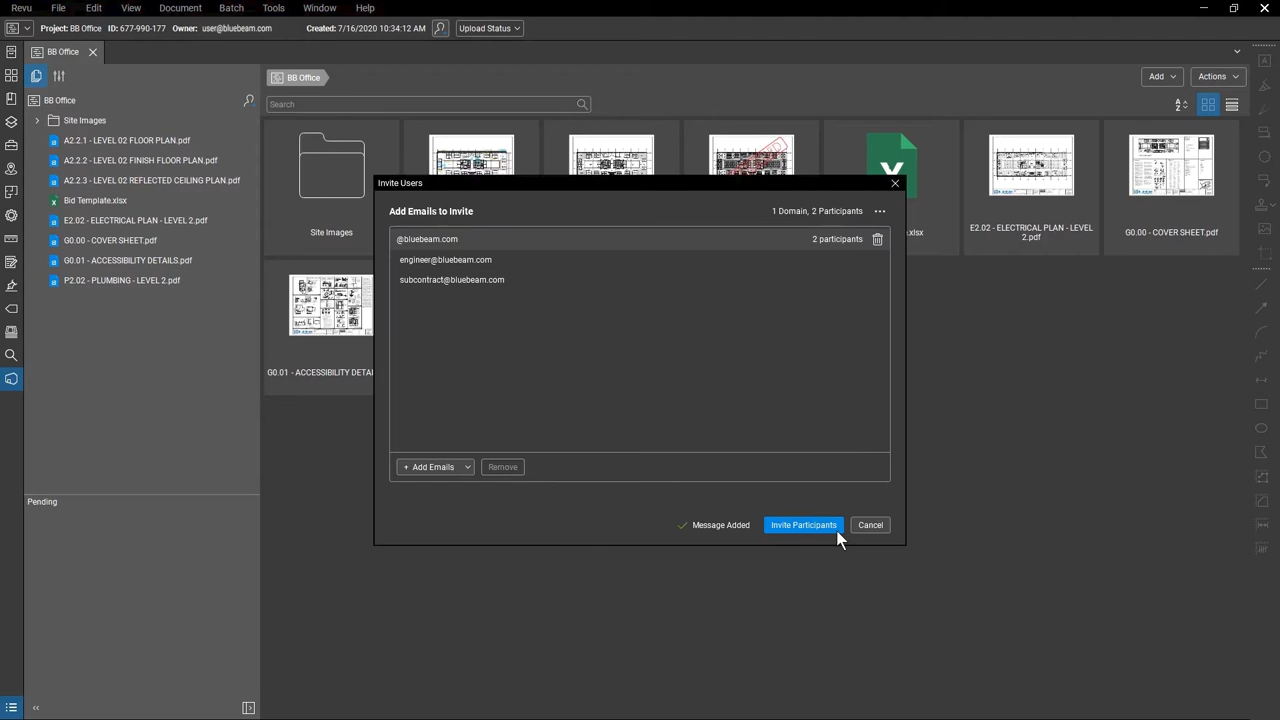 Revu File Edit View Document Batch Tools Window Help
Project: BB Office ID: 677-990-177 Owner: user@bluebeam.com Created: 7/16/2020 10:34:12 AM Upload Status
BB Office
BB Office
Add
Actions
BB Office
Search
Site Images
A2.2.1 - LEVEL 02 FLOOR PLAN.pdf
A2.2.2 - LEVEL 02 FINISH FLOOR PLAN.pdf
A2.2.3 - LEVEL 02 REFLECTED CEILING PLAN.pdf
Bid Template.xlsx
E2.02 - ELECTRICAL PLAN - LEVEL 2.pdf
G0.00 - COVER SHEET.pdf
G0.01 - ACCESSIBILITY DETAILS.pdf
P2.02 - PLUMBING - LEVEL 2.pdf
Pending
Site Images
E2.02 - ELECTRICAL PLAN - LEVEL
2.pdf
G0.00 - COVER SHEET.pdf
G0.01 - ACCESSIBILITY DETA
Invite Users
Add Emails to Invite
1 Domain, 2 Participants
@bluebeam.com
2 participants
engineer@bluebeam.com
subcontract@bluebeam.com
+ Add Emails
Remove
Message Added
Invite Participants
Cancel